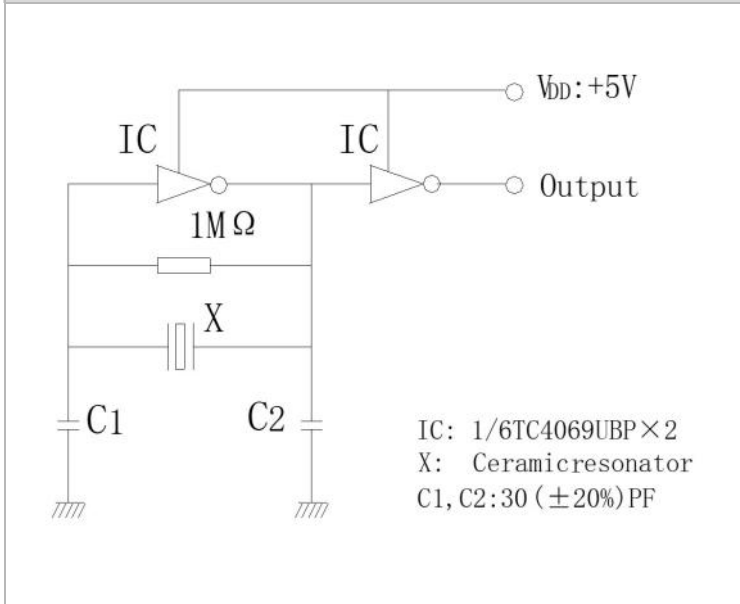 VDD:+5V
IC
IC
Output
1MΩ
X
C1
C2
IC: 1/6TC4069UBP×2
X: Ceramicresonator
C1,C2:30(±20%)PF